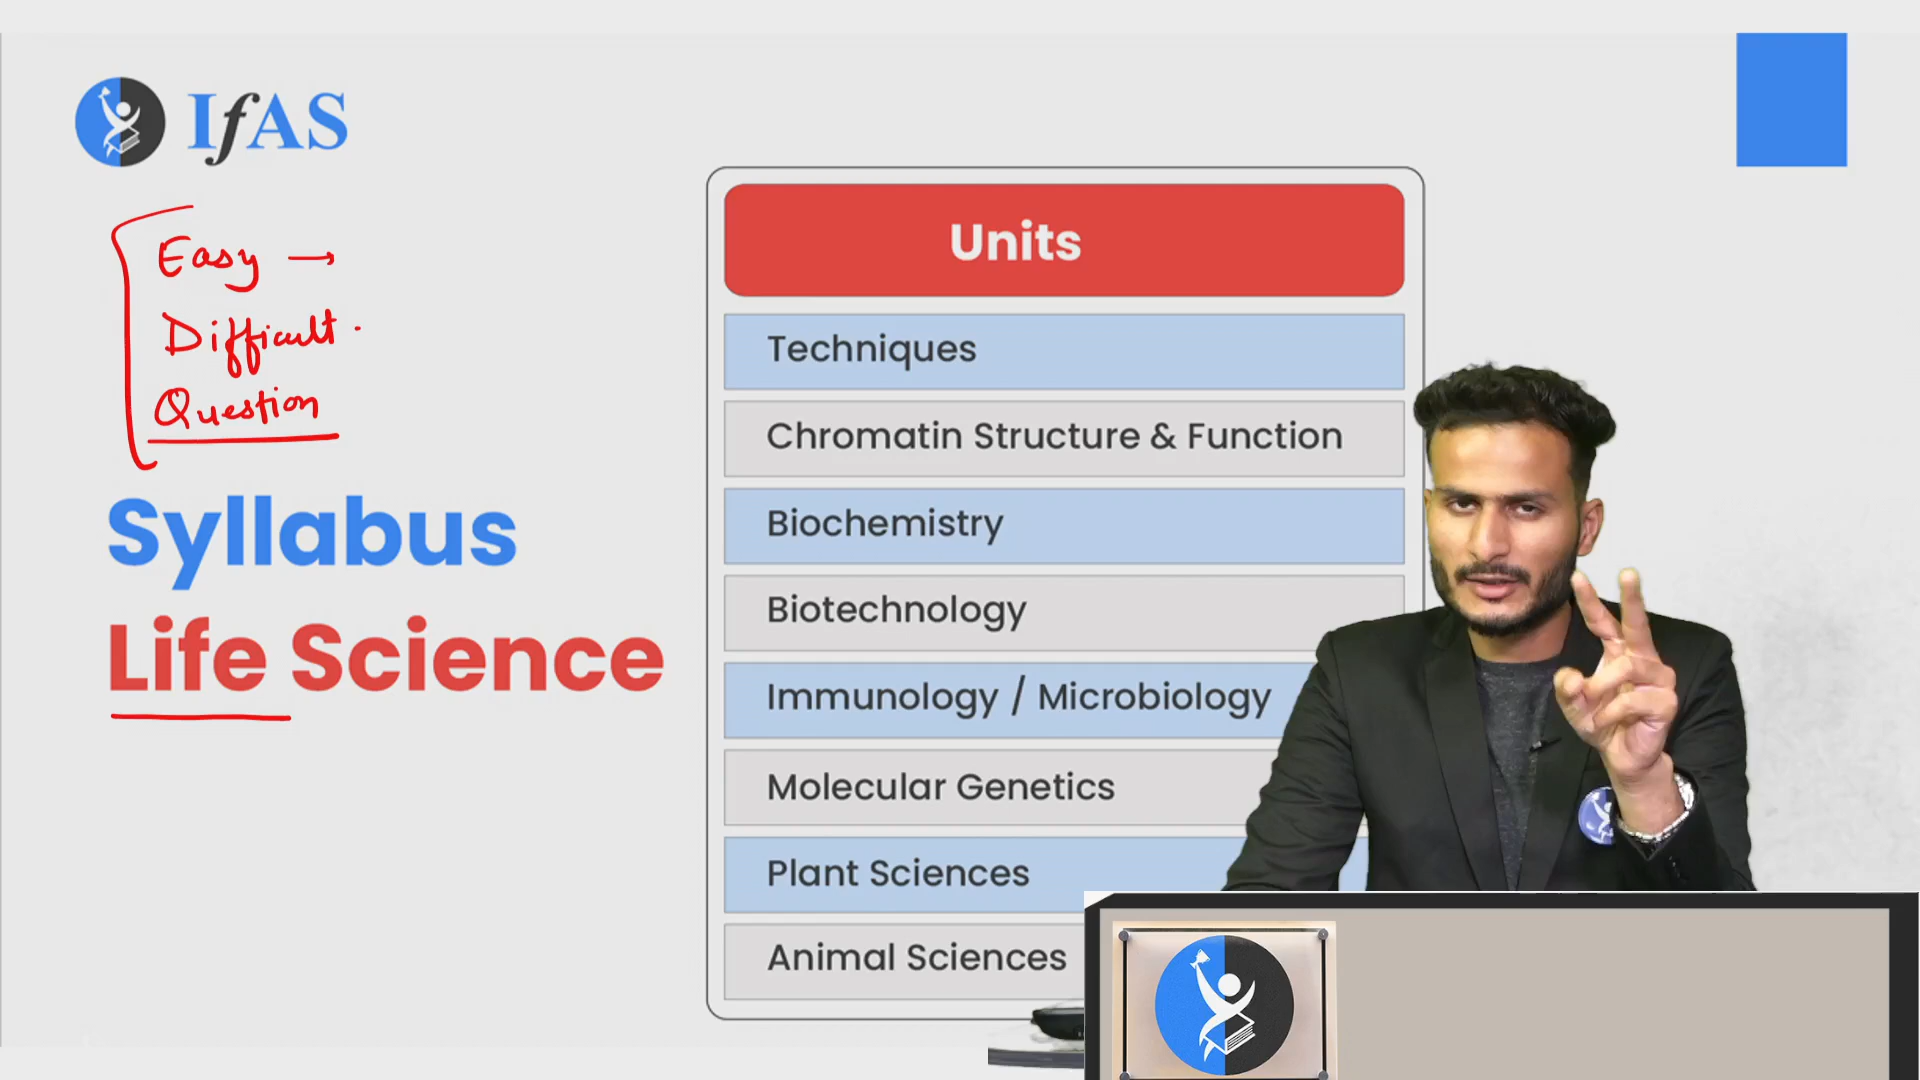 IfAS
Easy →
Difficult.
Question
Syllabus
Life Science
Units
Techniques
Chromatin Structure & Function
Biochemistry
Biotechnology
Immunology / Microbiology
Molecular Genetics
Plant Sciences
Animal Sciences